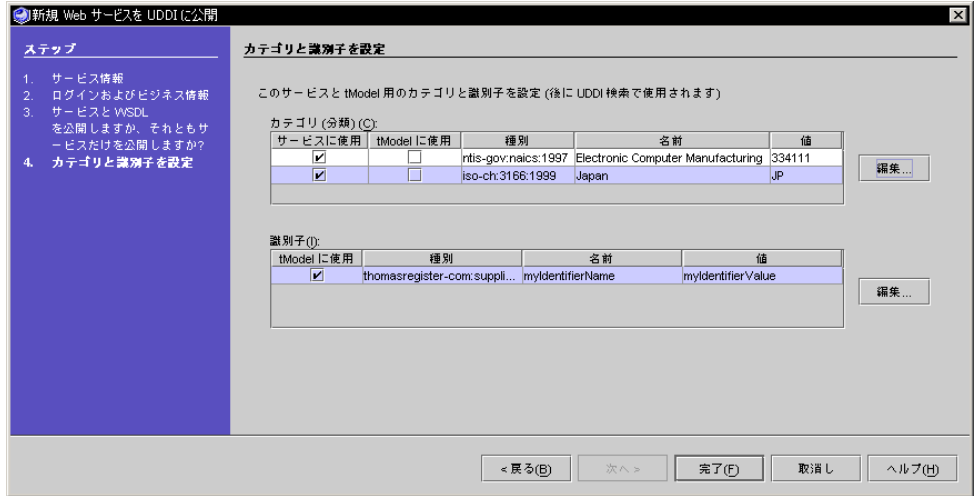 新規 Web サービスを UDDI に公開
ステップ
1. サービス情報
2. ログインおよびビジネス情報
3. サービスと WSDL
を公開しますか、それともサ
ービスだけを公開しますか?
4. カテゴリと識別子を設定
カテゴリと識別子を設定
このサービスと tModel 用のカテゴリと識別子を設定 (後に UDDI 検索で使用されます)
カテゴリ (分類) (C):
サービスに使用 tModel に使用 種別 名前 値
ntis-gov:naics:1997 Electronic Computer Manufacturing 334111
iso-ch:3166:1999 Japan JP
編集...
識別子(I):
tModel に使用 種別 名前 値
thomasregister-com:suppli... myIdentifierName myIdentifierValue
編集...
< 戻る(B) 次へ > 完了(F) 取消し ヘルプ(H)